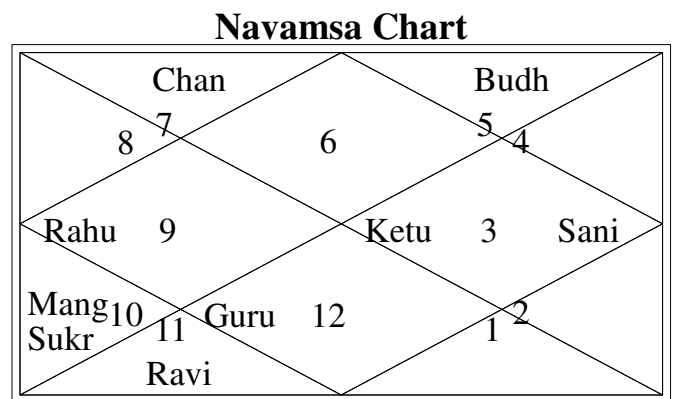 Navamsa Chart
Chan Budh
7 5
8 6 4
Rahu 9 Ketu 3 Sani
Mang 10 Guru 12 2
Sukr 11 1
Ravi